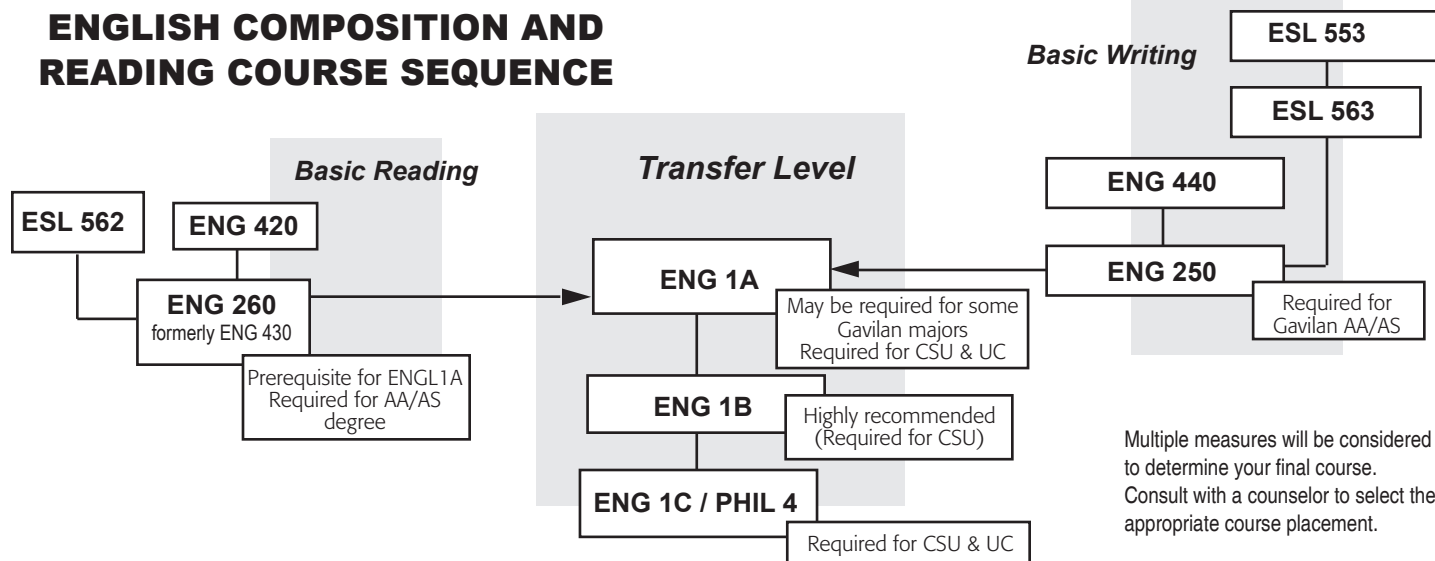 ENGLISH COMPOSITION AND
READING COURSE SEQUENCE
Basic Reading
ESL 562
ENG 420
ENG 260
formerly ENG 430
Prerequisite for ENGL1A
Required for AA/AS
degree
Transfer Level
ENG 1A
May be required for some
Gavilan majors
Required for CSU & UC
ENG 1B
Highly recommended
(Required for CSU)
ENG 1C / PHIL 4
Required for CSU & UC
Basic Writing
ESL 553
ESL 563
ENG 440
ENG 250
Required for
Gavilan AA/AS
Multiple measures will be considered
to determine your final course.
Consult with a counselor to select the
appropriate course placement.